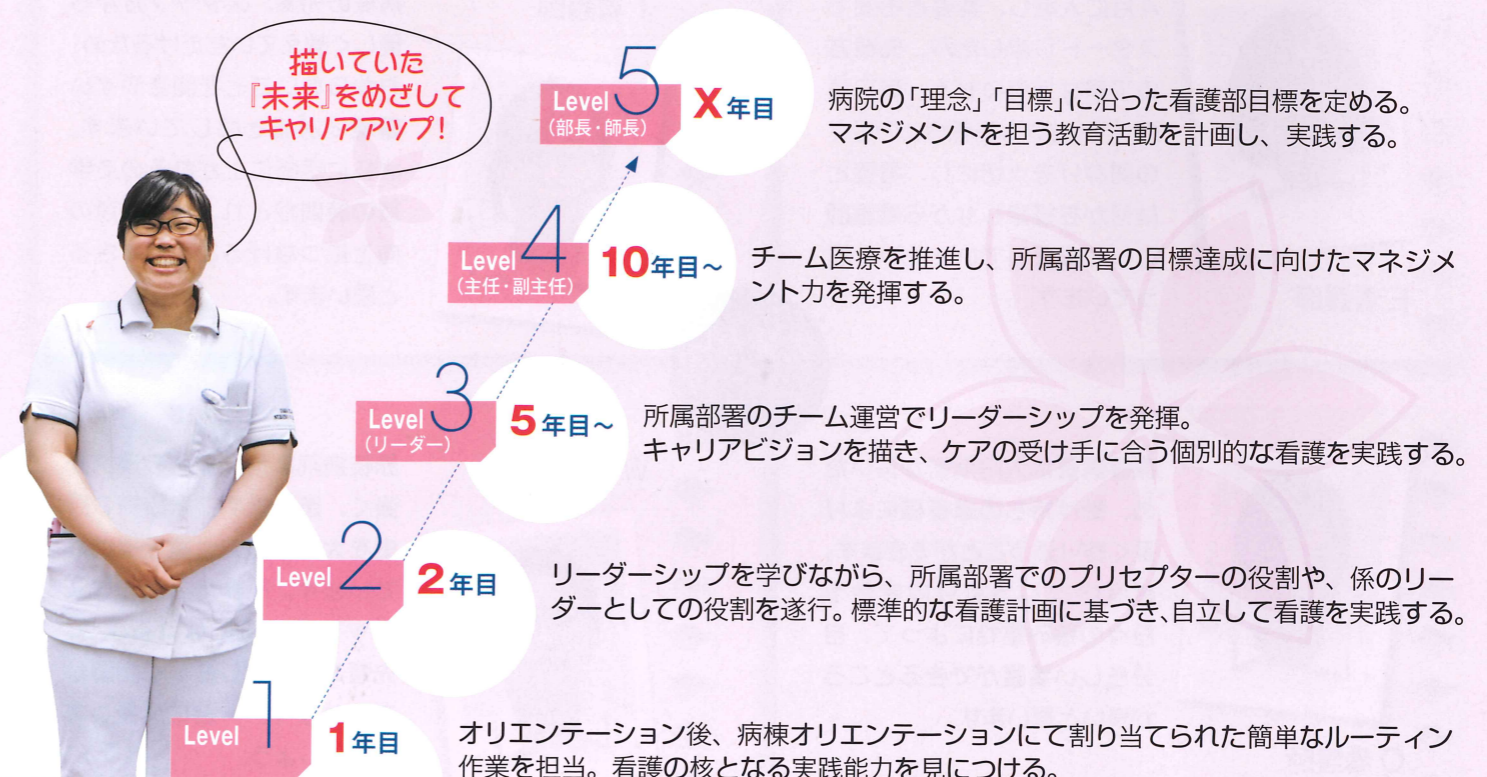 描いていた
『未来』をめざして
キャリアアップ!
Level 5
(部長・師長)
X年目
病院の「理念」「目標」に沿った看護部目標を定める。
マネジメントを担う教育活動を計画し、実践する。
Level 4
(主任・副主任)
10年目～
チーム医療を推進し、所属部署の目標達成に向けたマネジメ
ント力を発揮する。
Level 3
(リーダー)
5年目～
所属部署のチーム運営でリーダーシップを発揮。
キャリアビジョンを描き、ケアの受け手に合う個別的な看護を実践する。
Level 2
2年目
リーダーシップを学びながら、所属部署でのプリセプターの役割や、係のリー
ダーとしての役割を遂行。標準的な看護計画に基づき、自立して看護を実践する。
Level 1
1年目
オリエンテーション後、病棟オリエンテーションにて割り当てられた簡単なルーティン
作業を担当。看護の核となる実践能力を見につける。